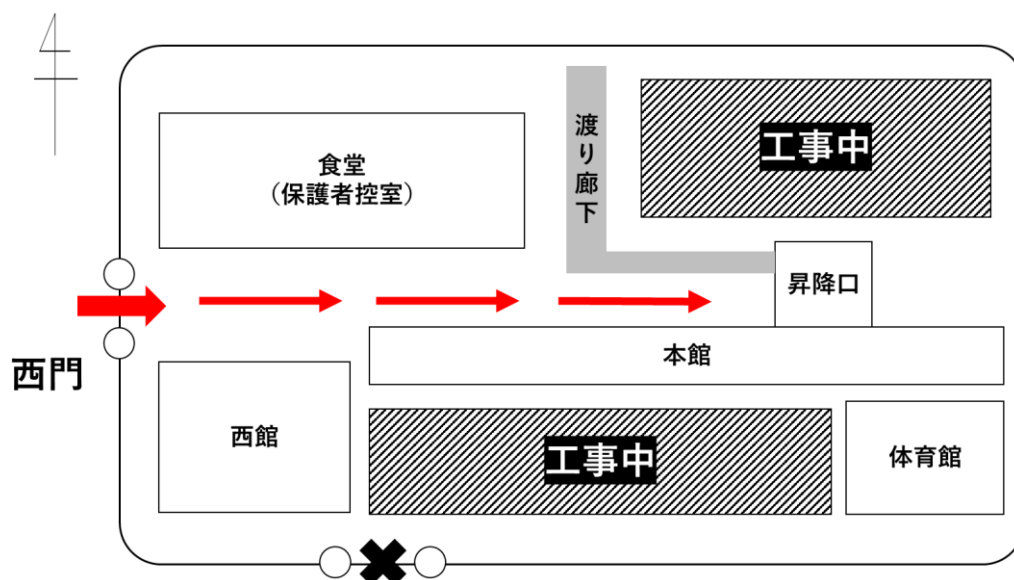 工事中
食堂
（保護者控室）
渡り廊下
昇降口
西門
本館
西館
工事中
体育館